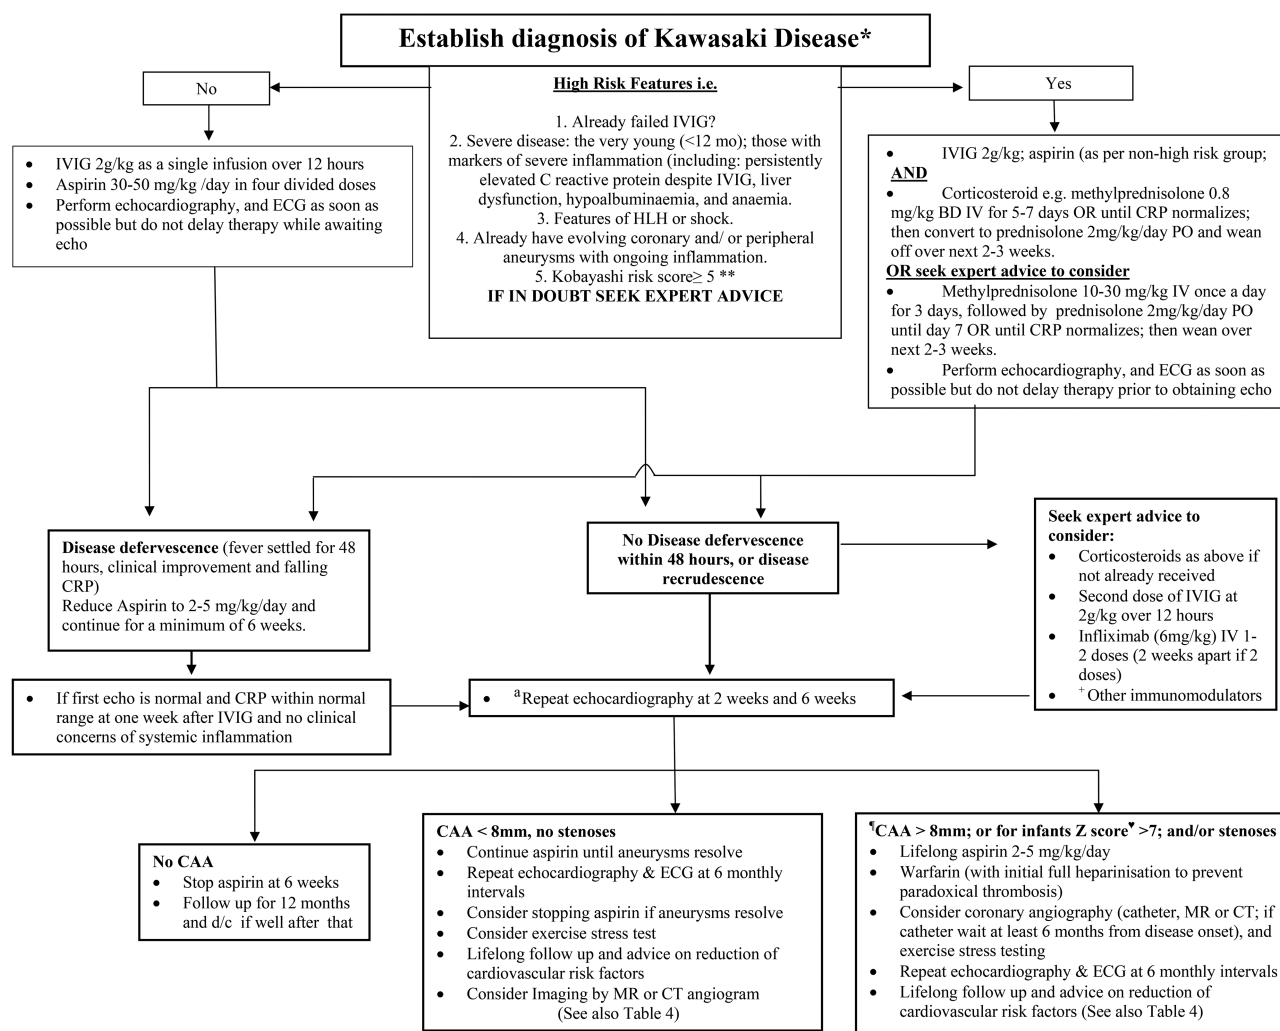 Establish diagnosis of Kawasaki Disease*
No
High Risk Features i.e.
1. Already failed IVIG?
2. Severe disease: the very young (<12 mo); those with
markers of severe inflammation (including: persistently
elevated C reactive protein despite IVIG, liver
dysfunction, hypoalbuminaemia, and anaemia.
3. Features of HLH or shock.
4. Already have evolving coronary and/ or peripheral
aneurysms with ongoing inflammation.
5. Kobayashi risk score≥ 5 **
IF IN DOUBT SEEK EXPERT ADVICE
Yes
• IVIG 2g/kg as a single infusion over 12 hours
• Aspirin 30-50 mg/kg /day in four divided doses
• Perform echocardiography, and ECG as soon as
possible but do not delay therapy while awaiting
echo
• IVIG 2g/kg; aspirin (as per non-high risk group;
AND
• Corticosteroid e.g. methylprednisolone 0.8
mg/kg BD IV for 5-7 days OR until CRP normalizes;
then convert to prednisolone 2mg/kg/day PO and wean
off over next 2-3 weeks.
OR seek expert advice to consider
• Methylprednisolone 10-30 mg/kg IV once a day
for 3 days, followed by prednisolone 2mg/kg/day PO
until day 7 OR until CRP normalizes; then wean over
next 2-3 weeks.
• Perform echocardiography, and ECG as soon as
possible but do not delay therapy prior to obtaining echo
Disease defervescence (fever settled for 48
hours, clinical improvement and falling
CRP)
Reduce Aspirin to 2-5 mg/kg/day and
continue for a minimum of 6 weeks.
No Disease defervescence
within 48 hours, or disease
recrudescence
Seek expert advice to
consider:
• Corticosteroids as above if
not already received
• Second dose of IVIG at
2g/kg over 12 hours
• Infliximab (6mg/kg) IV 1-
2 doses (2 weeks apart if 2
doses)
• +Other immunomodulators
• If first echo is normal and CRP within normal
range at one week after IVIG and no clinical
concerns of systemic inflammation
• aRepeat echocardiography at 2 weeks and 6 weeks
No CAA
• Stop aspirin at 6 weeks
• Follow up for 12 months
and d/c if well after that
CAA < 8mm, no stenoses
• Continue aspirin until aneurysms resolve
• Repeat echocardiography & ECG at 6 monthly
intervals
• Consider stopping aspirin if aneurysms resolve
• Consider exercise stress test
• Lifelong follow up and advice on reduction of
cardiovascular risk factors
• Consider Imaging by MR or CT angiogram
(See also Table 4)
¶CAA > 8mm; or for infants Z score♥ >7; and/or stenoses
• Lifelong aspirin 2-5 mg/kg/day
• Warfarin (with initial full heparinisation to prevent
paradoxical thrombosis)
• Consider coronary angiography (catheter, MR or CT; if
catheter wait at least 6 months from disease onset), and
exercise stress testing
• Repeat echocardiography & ECG at 6 monthly intervals
• Lifelong follow up and advice on reduction of
cardiovascular risk factors (See also Table 4)